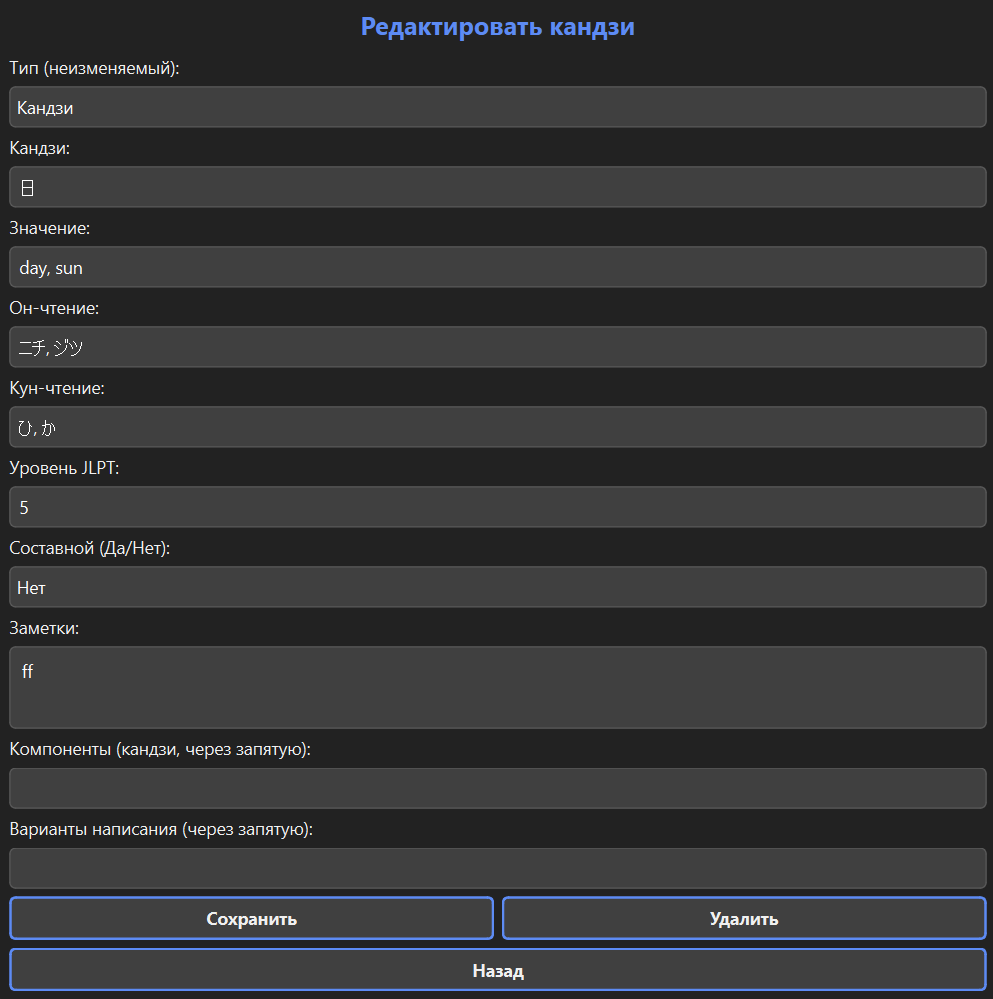 Редактировать кандзи
Тип (неизменяемый):
Кандзи
Кандзи:
日
Значение:
day, sun
Он-чтение:
ニチ, ジツ
Кун-чтение:
ひ, か
Уровень JLPT:
5
Составной (Да/Нет):
Нет
Заметки:
ff
Компоненты (кандзи, через запятую):
Варианты написания (через запятую):
Сохранить
Удалить
Назад